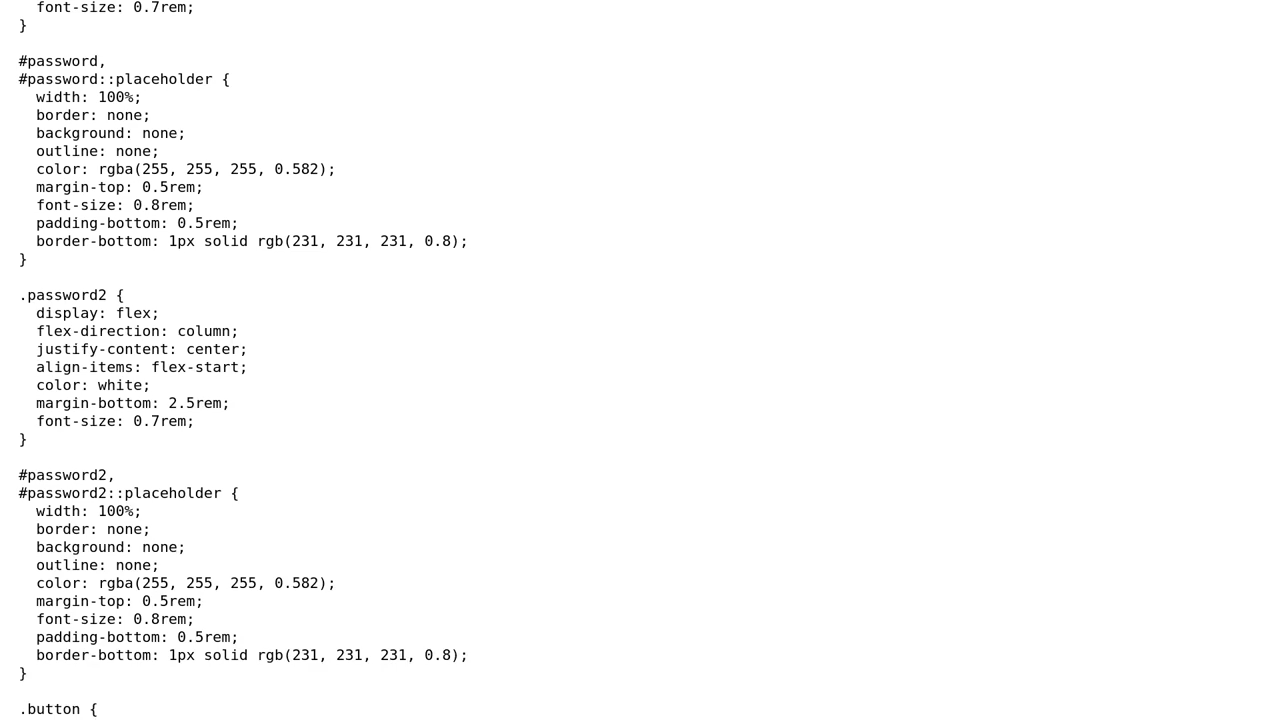 font-size: 0.7rem;
}

#password,
#password::placeholder {
  width: 100%;
  border: none;
  background: none;
  outline: none;
  color: rgba(255, 255, 255, 0.582);
  margin-top: 0.5rem;
  font-size: 0.8rem;
  padding-bottom: 0.5rem;
  border-bottom: 1px solid rgb(231, 231, 231, 0.8);
}

.password2 {
  display: flex;
  flex-direction: column;
  justify-content: center;
  align-items: flex-start;
  color: white;
  margin-bottom: 2.5rem;
  font-size: 0.7rem;
}

#password2,
#password2::placeholder {
  width: 100%;
  border: none;
  background: none;
  outline: none;
  color: rgba(255, 255, 255, 0.582);
  margin-top: 0.5rem;
  font-size: 0.8rem;
  padding-bottom: 0.5rem;
  border-bottom: 1px solid rgb(231, 231, 231, 0.8);
}

.button {